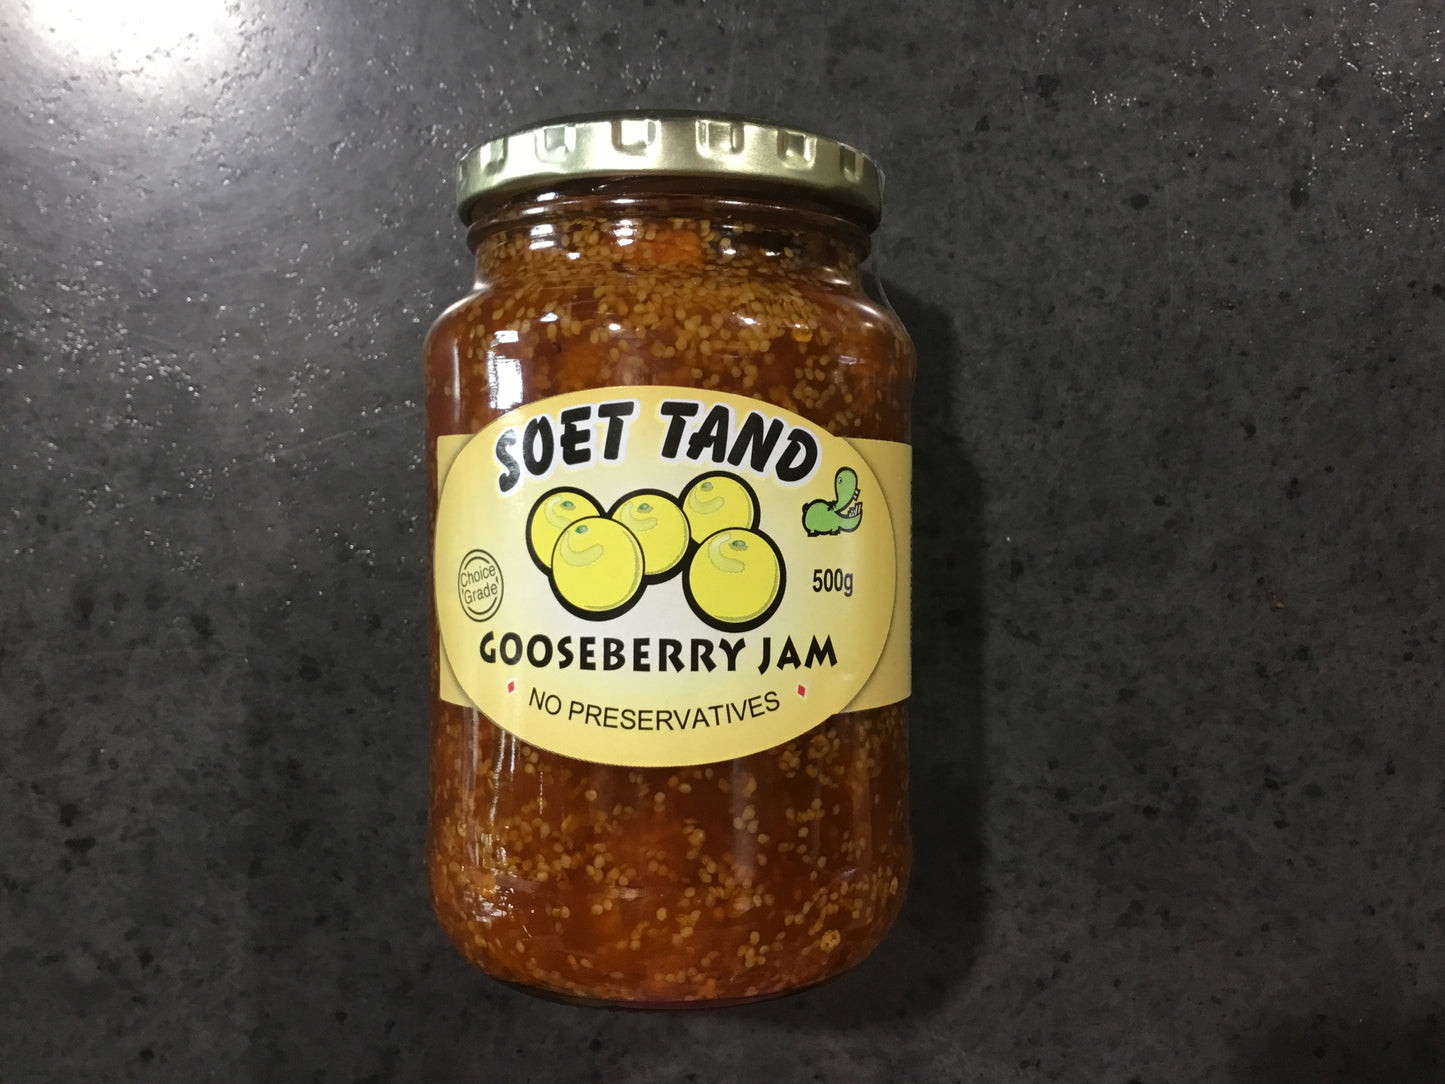 SOET TAND
500g
Choice
Grade
GOOSEBERRY JAM
NO PRESERVATIVES